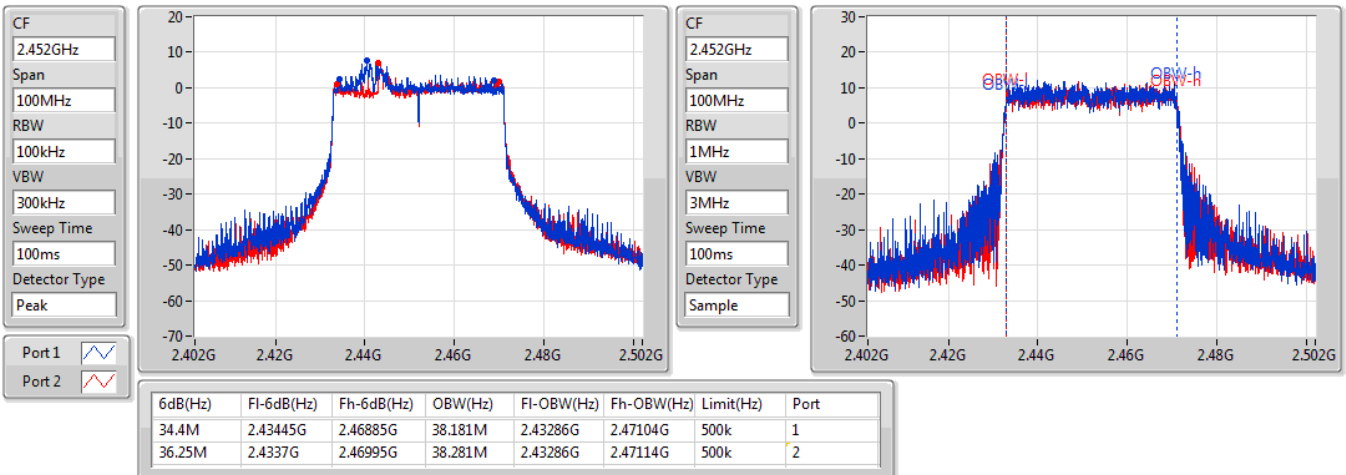 CF
2.452GHz
Span
100MHz
RBW
100kHz
VBW
300kHz
Sweep Time
100ms
Detector Type
Peak
Port 1
Port 2
20
10
0
-10
-20
-30
-40
-50
-60
-70
2.402G 2.42G 2.44G 2.46G 2.48G 2.502G
CF
2.452GHz
Span
100MHz
RBW
1MHz
VBW
3MHz
Sweep Time
100ms
Detector Type
Sample
30
20
10
0
-10
-20
-30
-40
-50
-60
OBW-l
OBW-l
OBW-h
OBW-h
2.402G 2.42G 2.44G 2.46G 2.48G 2.502G
6dB(Hz) Fl-6dB(Hz) Fh-6dB(Hz) OBW(Hz) Fl-OBW(Hz) Fh-OBW(Hz) Limit(Hz) Port
34.4M 2.43445G 2.46885G 38.181M 2.43286G 2.47104G 500k 1
36.25M 2.4337G 2.46995G 38.281M 2.43286G 2.47114G 500k 2